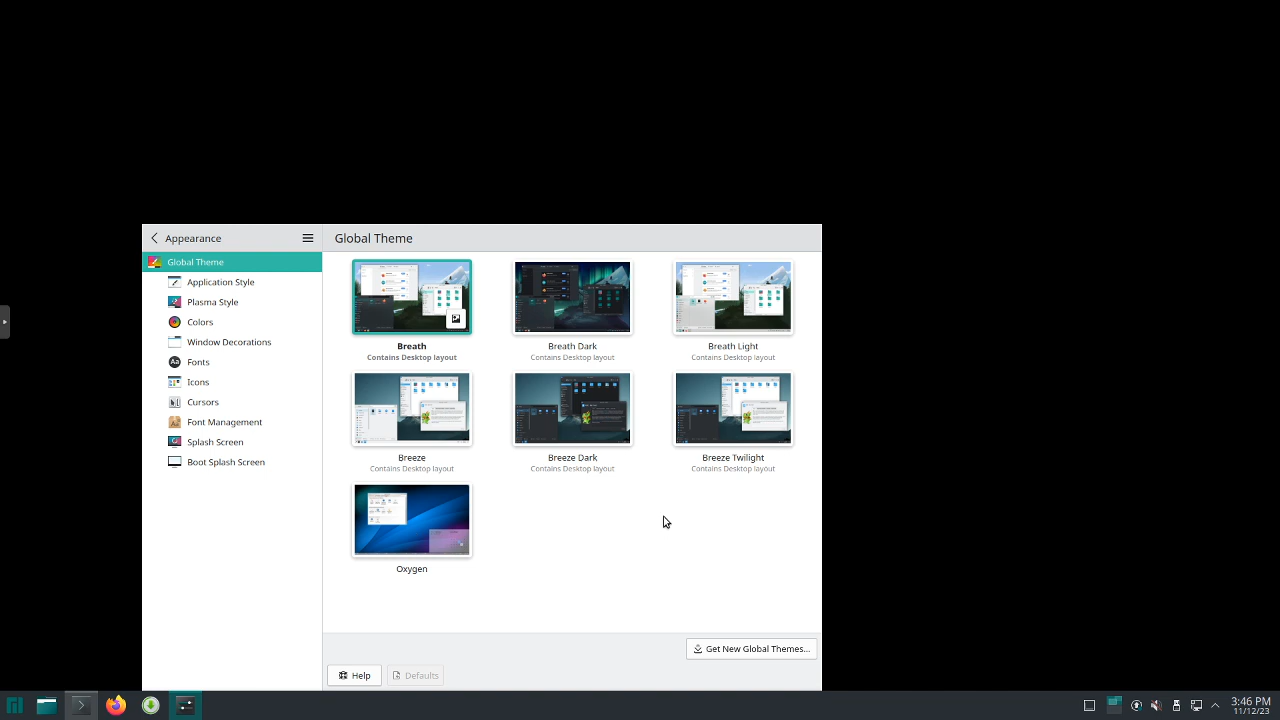 Appearance
Global Theme
Global Theme
Application Style
Plasma Style
Colors
Window Decorations
Fonts
Icons
Cursors
Font Management
Splash Screen
Boot Splash Screen
Breath
Contains Desktop layout
Breath Dark
Contains Desktop layout
Breath Light
Contains Desktop layout
Breeze
Contains Desktop layout
Breeze Dark
Contains Desktop layout
Breeze Twilight
Contains Desktop layout
Oxygen
Get New Global Themes...
Help
Defaults
3:46 PM
11/12/23